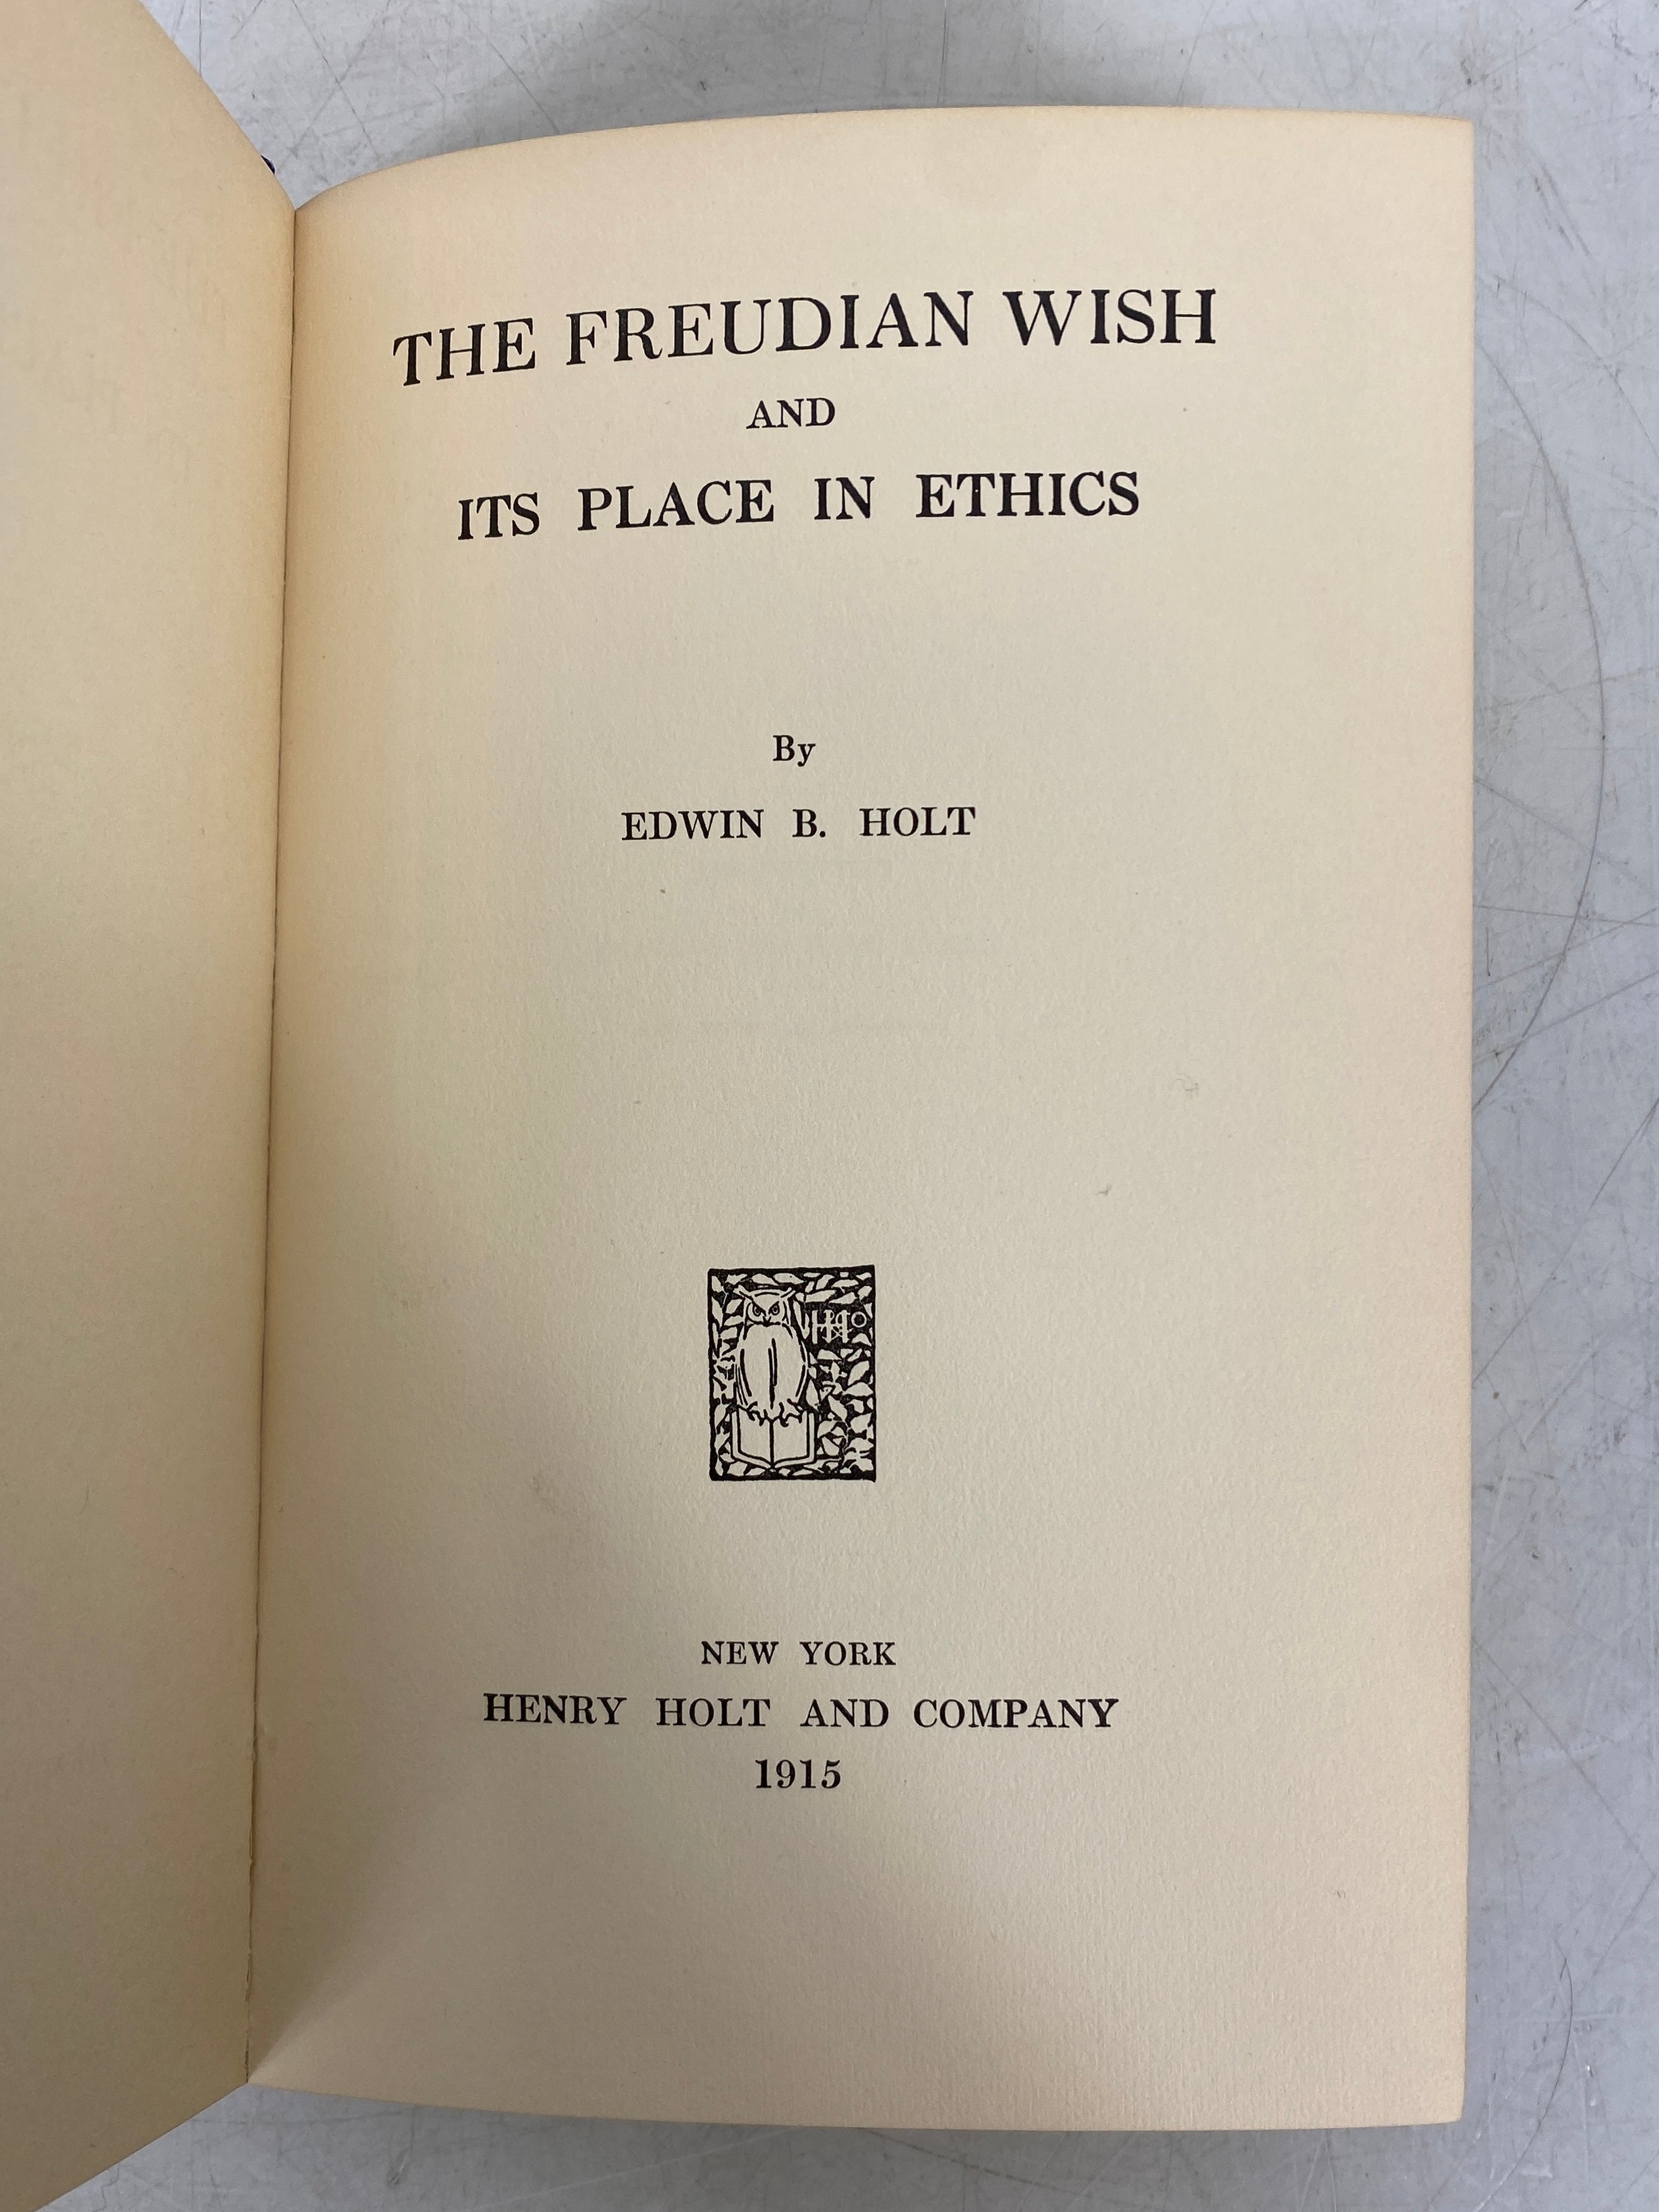 THE FREUDIAN WISH
AND
ITS PLACE IN ETHICS
By
EDWIN B. HOLT
NEW YORK
HENRY HOLT AND COMPANY
1915